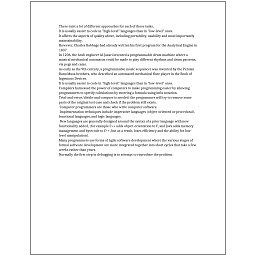 There exist a lot of different approaches for each of those tasks.
It is usually easier to code in "high-level" languages than in "low-level" ones.
It affects the aspects of quality above, including portability, usability and most importantly maintainability.
However, Charles Babbage had already written his first program for the Analytical Engine in 1837.
In 1206, the Arab engineer Al-Jazari invented a programmable drum machine where a musical mechanical automaton could be made to play different rhythms and drum patterns, via pegs and cams.
As early as the 9th century, a programmable music sequencer was invented by the Persian Banu Musa brothers, who described an automated mechanical flute player in the Book of Ingenious Devices.
It is usually easier to code in "high-level" languages than in "low-level" ones.
Compilers harnessed the power of computers to make programming easier by allowing programmers to specify calculations by entering a formula using infix notation.
Trial-and-error/divide-and-conquer is needed: the programmer will try to remove some parts of the original test case and check if the problem still exists.
Computer programmers are those who write computer software.
Implementation techniques include imperative languages (object-oriented or procedural), functional languages, and logic languages.
New languages are generally designed around the syntax of a prior language with new functionality added, (for example C++ adds object-orientation to C, and Java adds memory management and bytecode to C++, but as a result, loses efficiency and the ability for low-level manipulation).
Many programmers use forms of Agile software development where the various stages of formal software development are more integrated together into short cycles that take a few weeks rather than years.
Normally the first step in debugging is to attempt to reproduce the problem.